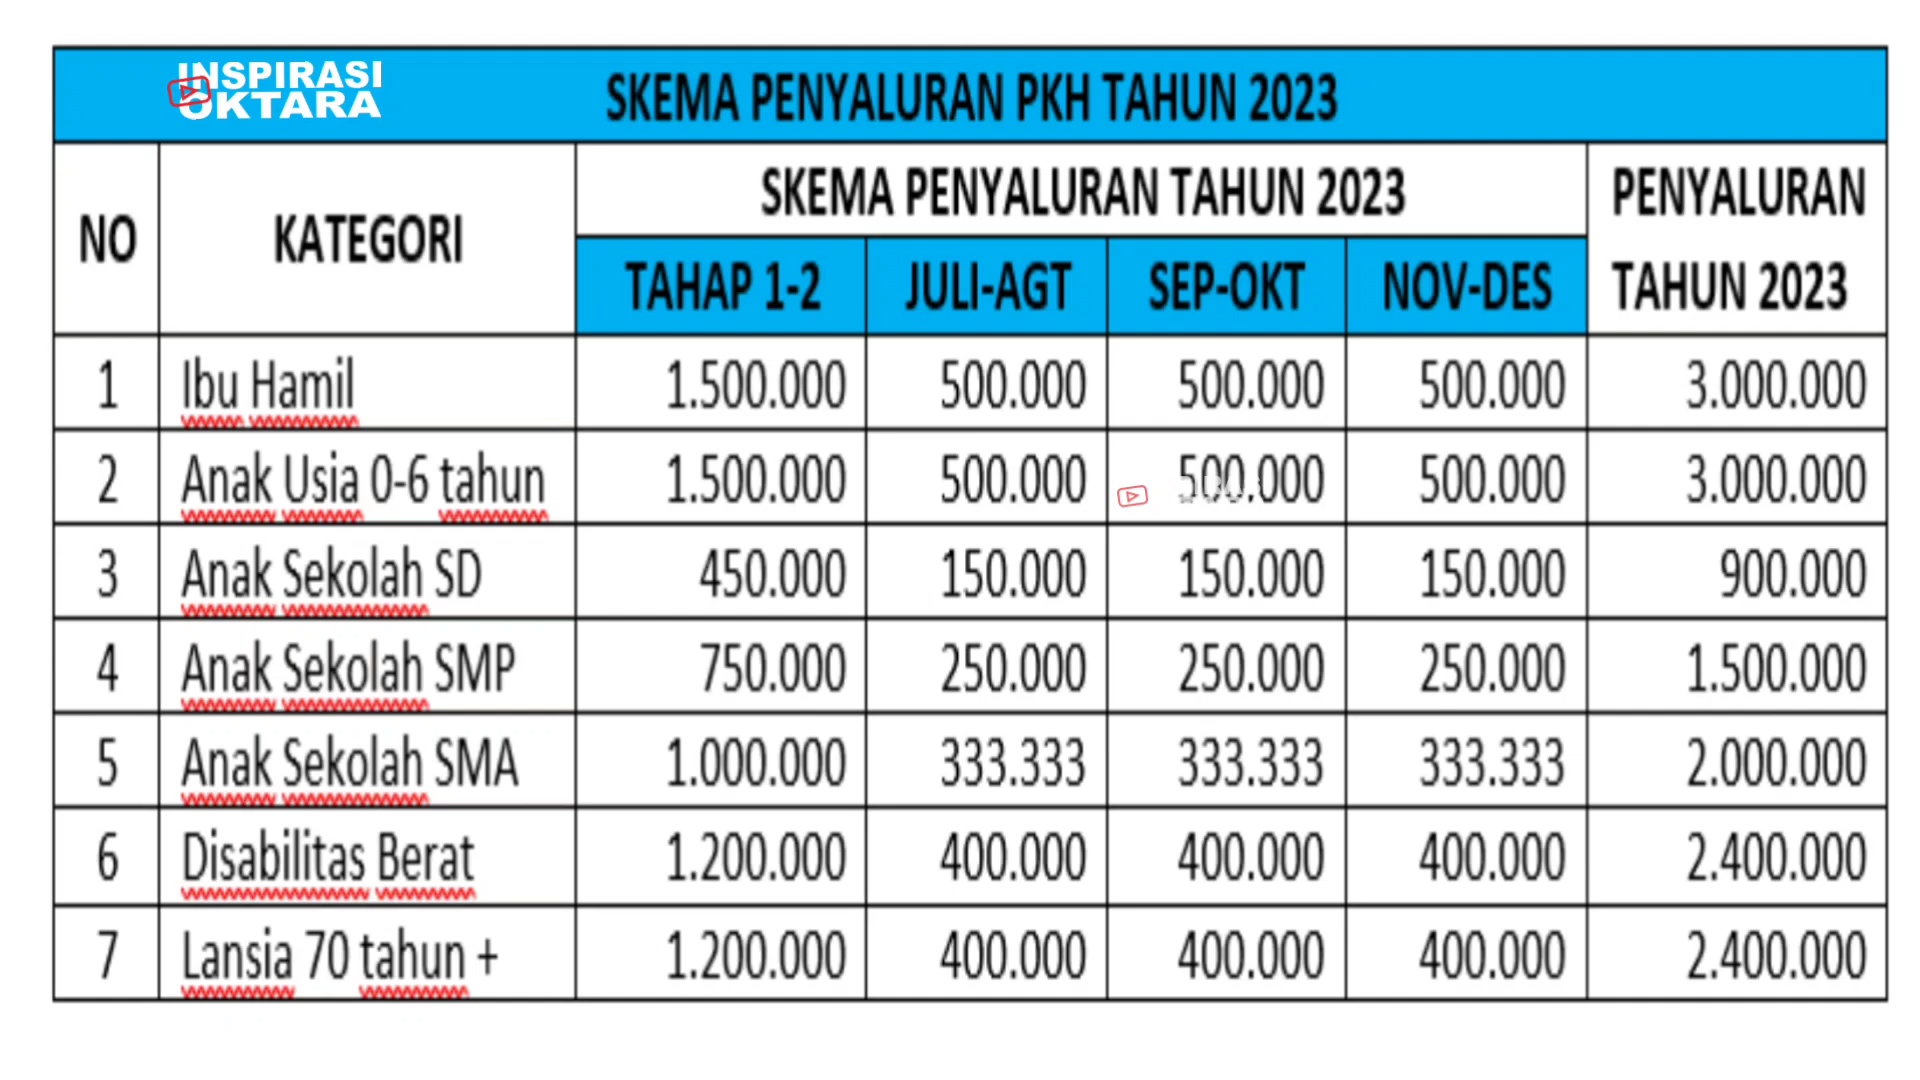 INSPIRASI
OKTARA
SKEMA PENYALURAN PKH TAHUN 2023
NO KATEGORI SKEMA PENYALURAN TAHUN 2023 PENYALURAN TAHUN 2023
TAHAP 1-2 JULI-AGT SEP-OKT NOV-DES
1 Ibu Hamil 1.500.000 500.000 500.000 500.000 3.000.000
2 Anak Usia 0-6 tahun 1.500.000 500.000 500.000 500.000 3.000.000
3 Anak Sekolah SD 450.000 150.000 150.000 150.000 900.000
4 Anak Sekolah SMP 750.000 250.000 250.000 250.000 1.500.000
5 Anak Sekolah SMA 1.000.000 333.333 333.333 333.333 2.000.000
6 Disabilitas Berat 1.200.000 400.000 400.000 400.000 2.400.000
7 Lansia 70 tahun + 1.200.000 400.000 400.000 400.000 2.400.000